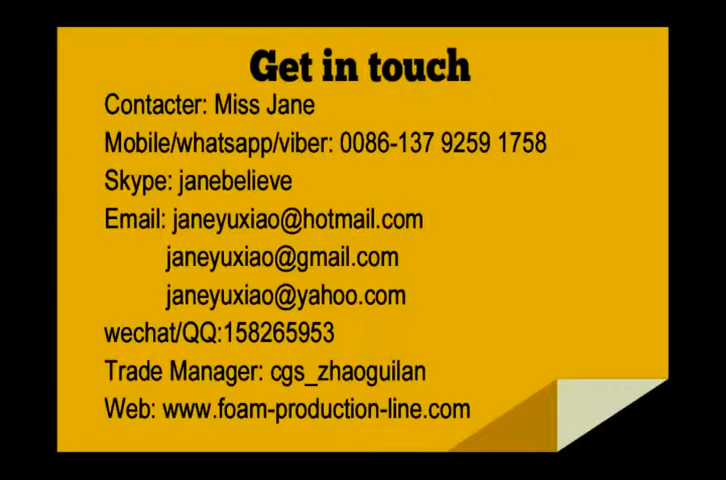 Get in touch
Contacter: Miss Jane
Mobile/whatsapp/viber: 0086-137 9259 1758
Skype: janebelieve
Email: janeyuxiao@hotmail.com
janeyuxiao@gmail.com
janeyuxiao@yahoo.com
wechat/QQ:158265953
Trade Manager: cgs_zhaoguilan
Web: www.foam-production-line.com